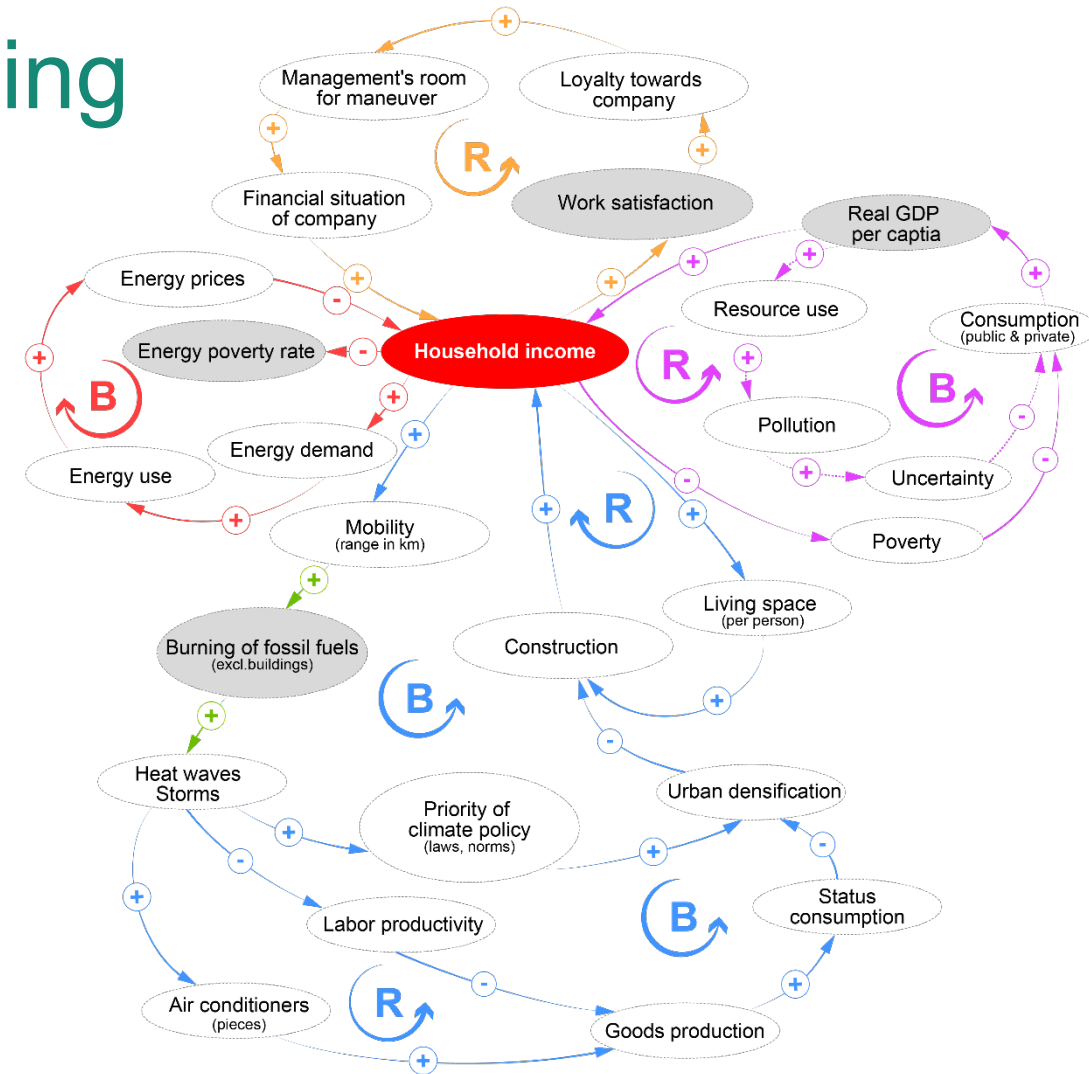 ing
+
Management's room
for maneuver
Loyalty towards
company
+
+
R
Financial situation
of company
Work satisfaction
Real GDP
per captia
+
+
+
+
+
Energy prices
-
Resource use
Consumption
(public & private)
Energy poverty rate
-
Household income
+
B
+
+
R
B
Pollution
-
Energy demand
+
Energy use
+
Uncertainty
-
-
+
Mobility
(range in km)
+
R
+
Poverty
+
Living space
(per person)
Burning of fossil fuels
(excl.buildings)
Construction
B
+
+
-
Heat waves
Storms
Urban densification
Priority of
climate policy
(laws, norms)
+
+
-
-
+
B
Status
consumption
Labor productivity
-
+
R
Air conditioners
(pieces)
Goods production
+